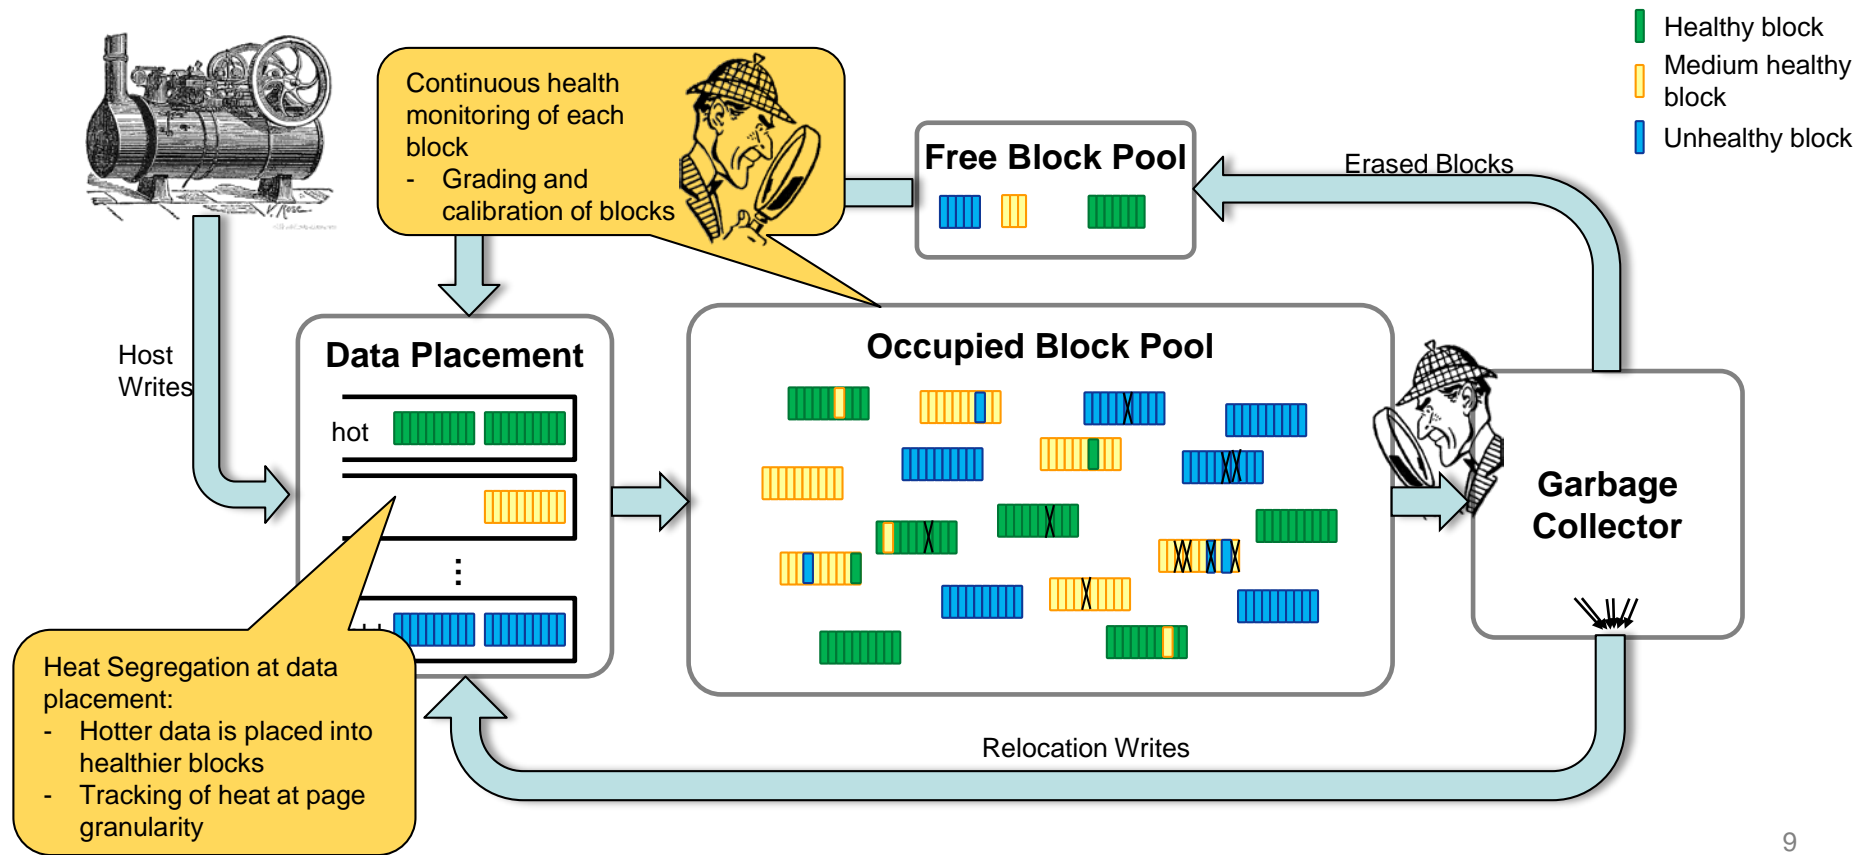 Healthy block
Medium healthy
block
Unhealthy block
Continuous health
monitoring of each
block
- Grading and
calibration of blocks
Free Block Pool
Erased Blocks
Host
Writes
Data Placement
hot
⋮
Occupied Block Pool
Garbage
Collector
Heat Segregation at data
placement:
- Hotter data is placed into
healthier blocks
- Tracking of heat at page
granularity
Relocation Writes
9